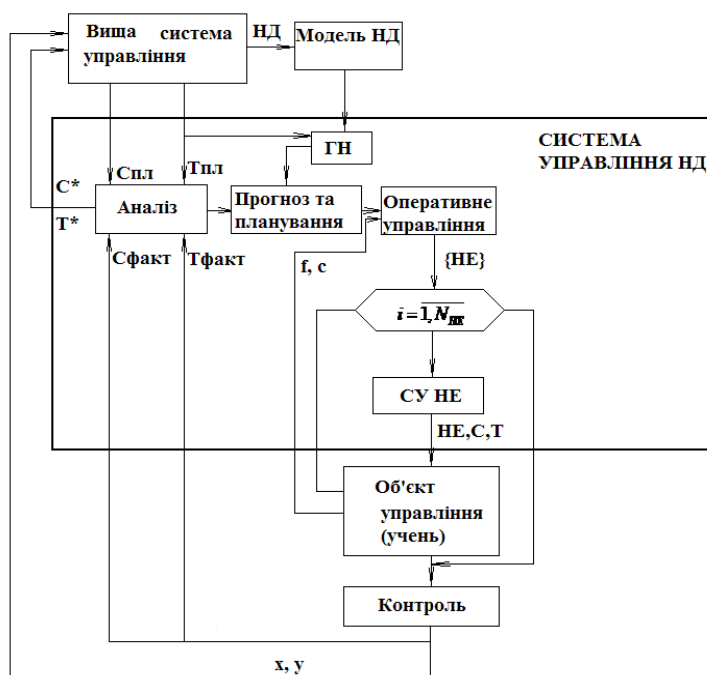 Вища система
управління
НД
Модель НД
СИСТЕМА
УПРАВЛІННЯ НД
ГН
Спл
Тпл
С*
Т*
Аналіз
Прогноз та
планування
Оперативне
управління
Сфакт
Тфакт
f, c
{НЕ}
i = 1, N_НЕ
СУ НЕ
НЕ,С,Т
Об'єкт
управління
(учень)
Контроль
x, y